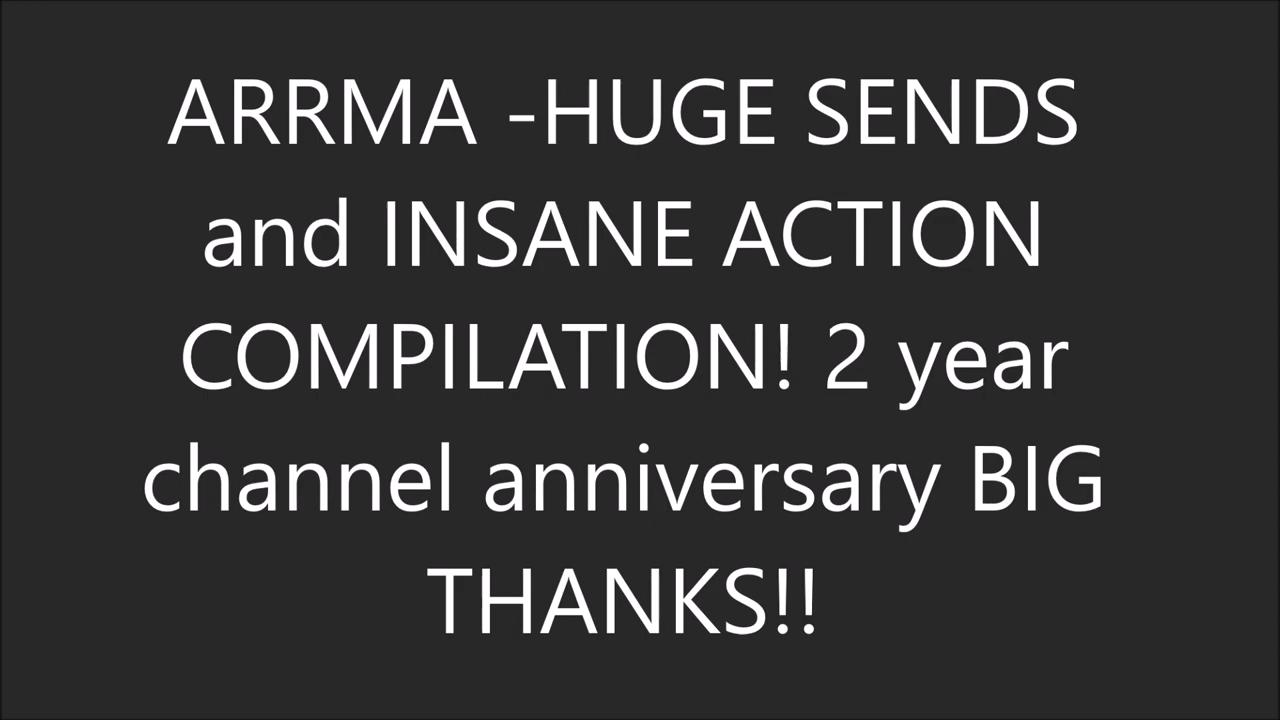 ARRMA -HUGE SENDS
and INSANE ACTION
COMPILATION! 2 year
channel anniversary BIG
THANKS!!